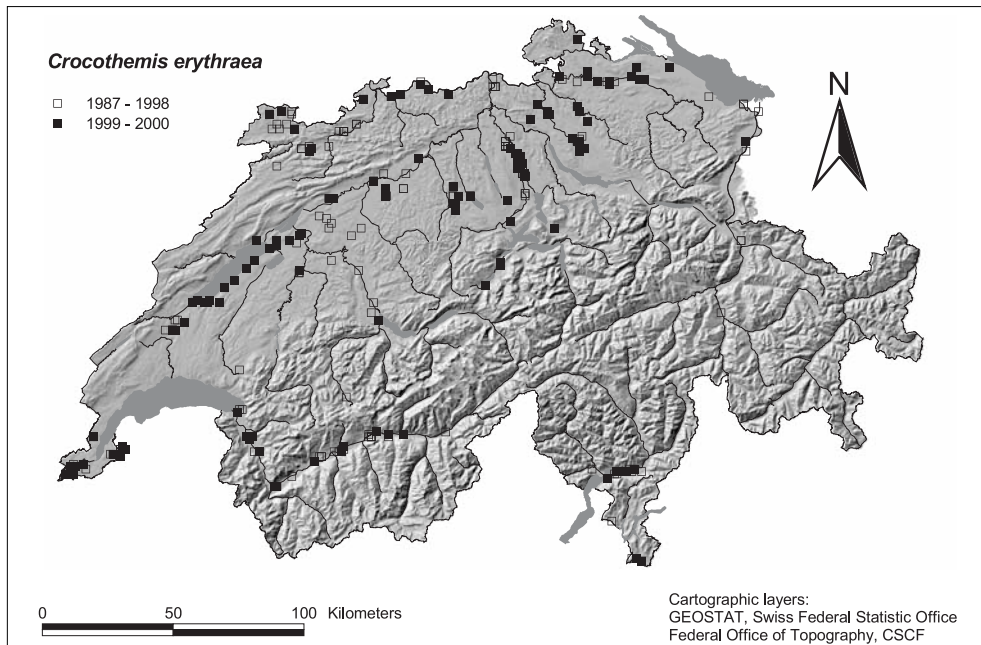 Crocothemis erythraea
1987 - 1998
1999 - 2000
N
0 50 100 Kilometers
Cartographic layers:
GEOSTAT, Swiss Federal Statistic Office
Federal Office of Topography, CSCF